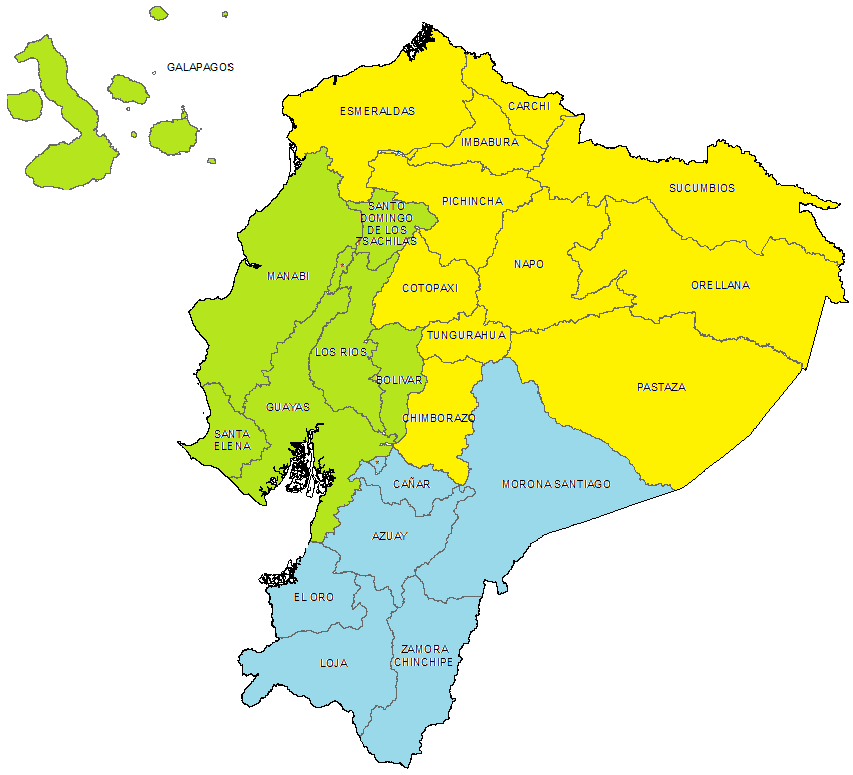 GALAPAGOS
CARCHI
ESMERALDAS
IMBABURA
SUCUMBIOS
PICHINCHA
SANTO
DOMINGO
DE LOS
TSACHILAS
NAPO
MANABI
COTOPAXI
ORELLANA
TUNGURAHUA
LOS RIOS
BOLIVAR
PASTAZA
GUAYAS
CHIMBORAZO
SANTA
ELENA
CAÑAR
MORONA SANTIAGO
AZUAY
EL ORO
ZAMORA
CHINCHIPE
LOJA